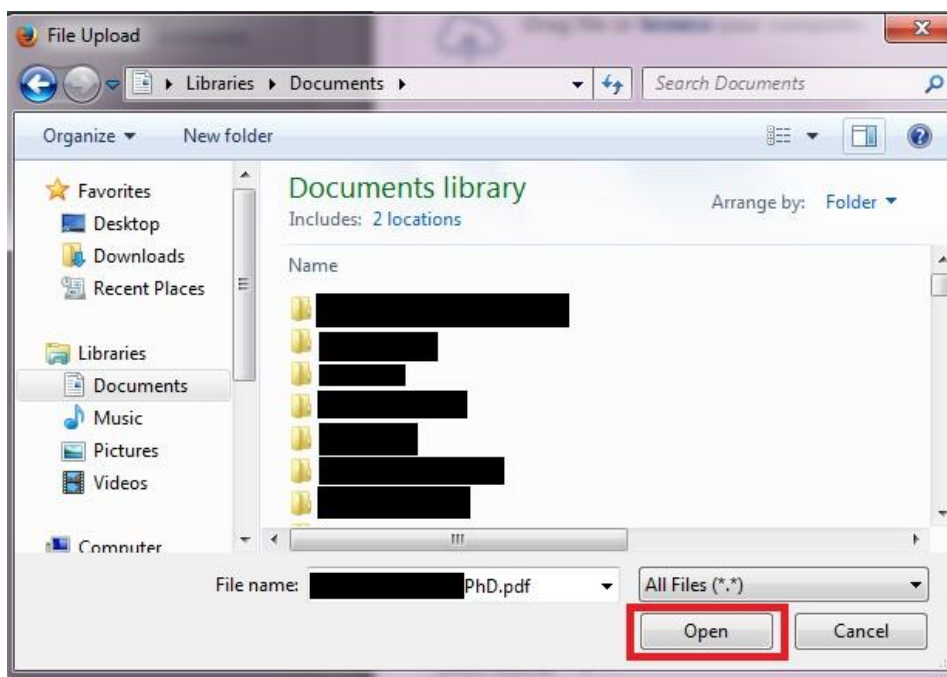 File Upload
Libraries Documents
Search Documents
Organize New folder
Favorites
Desktop
Downloads
Recent Places
Libraries
Documents
Music
Pictures
Videos
Computer
Documents library
Includes: 2 locations
Arrange by: Folder
Name
File name: PhD.pdf
All Files (*.*)
Open Cancel